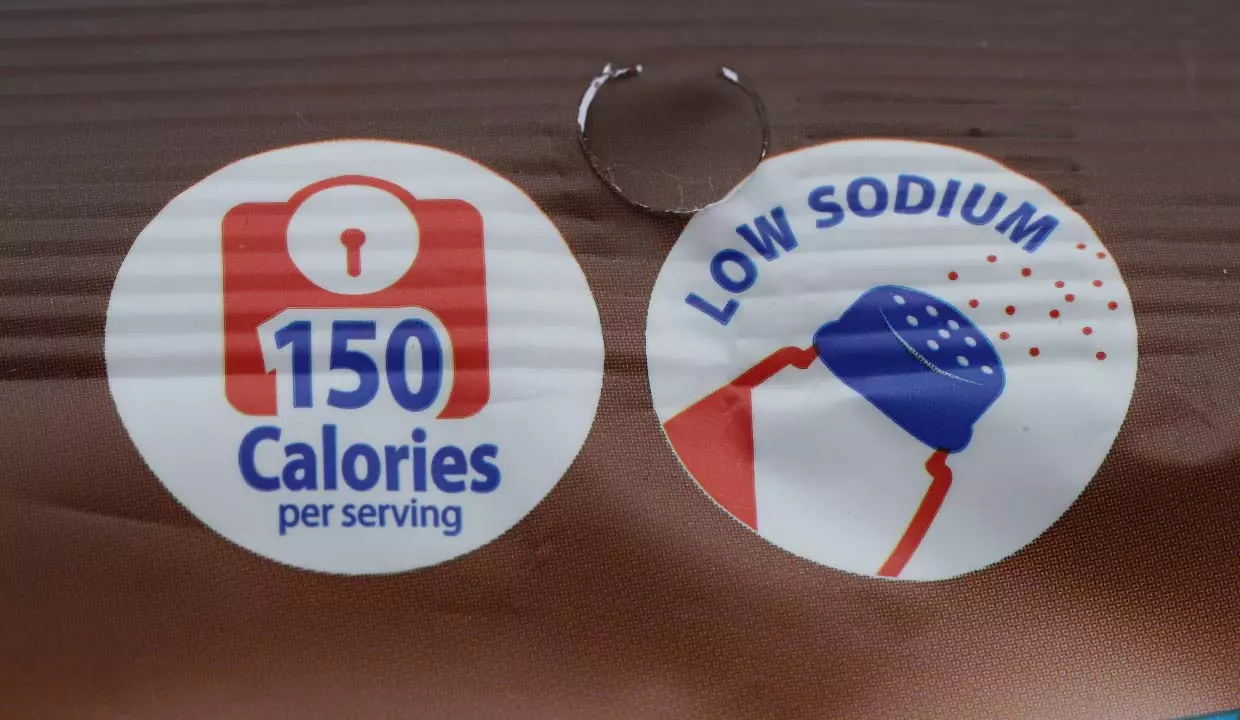 150
Calories
per serving
LOW SODIUM